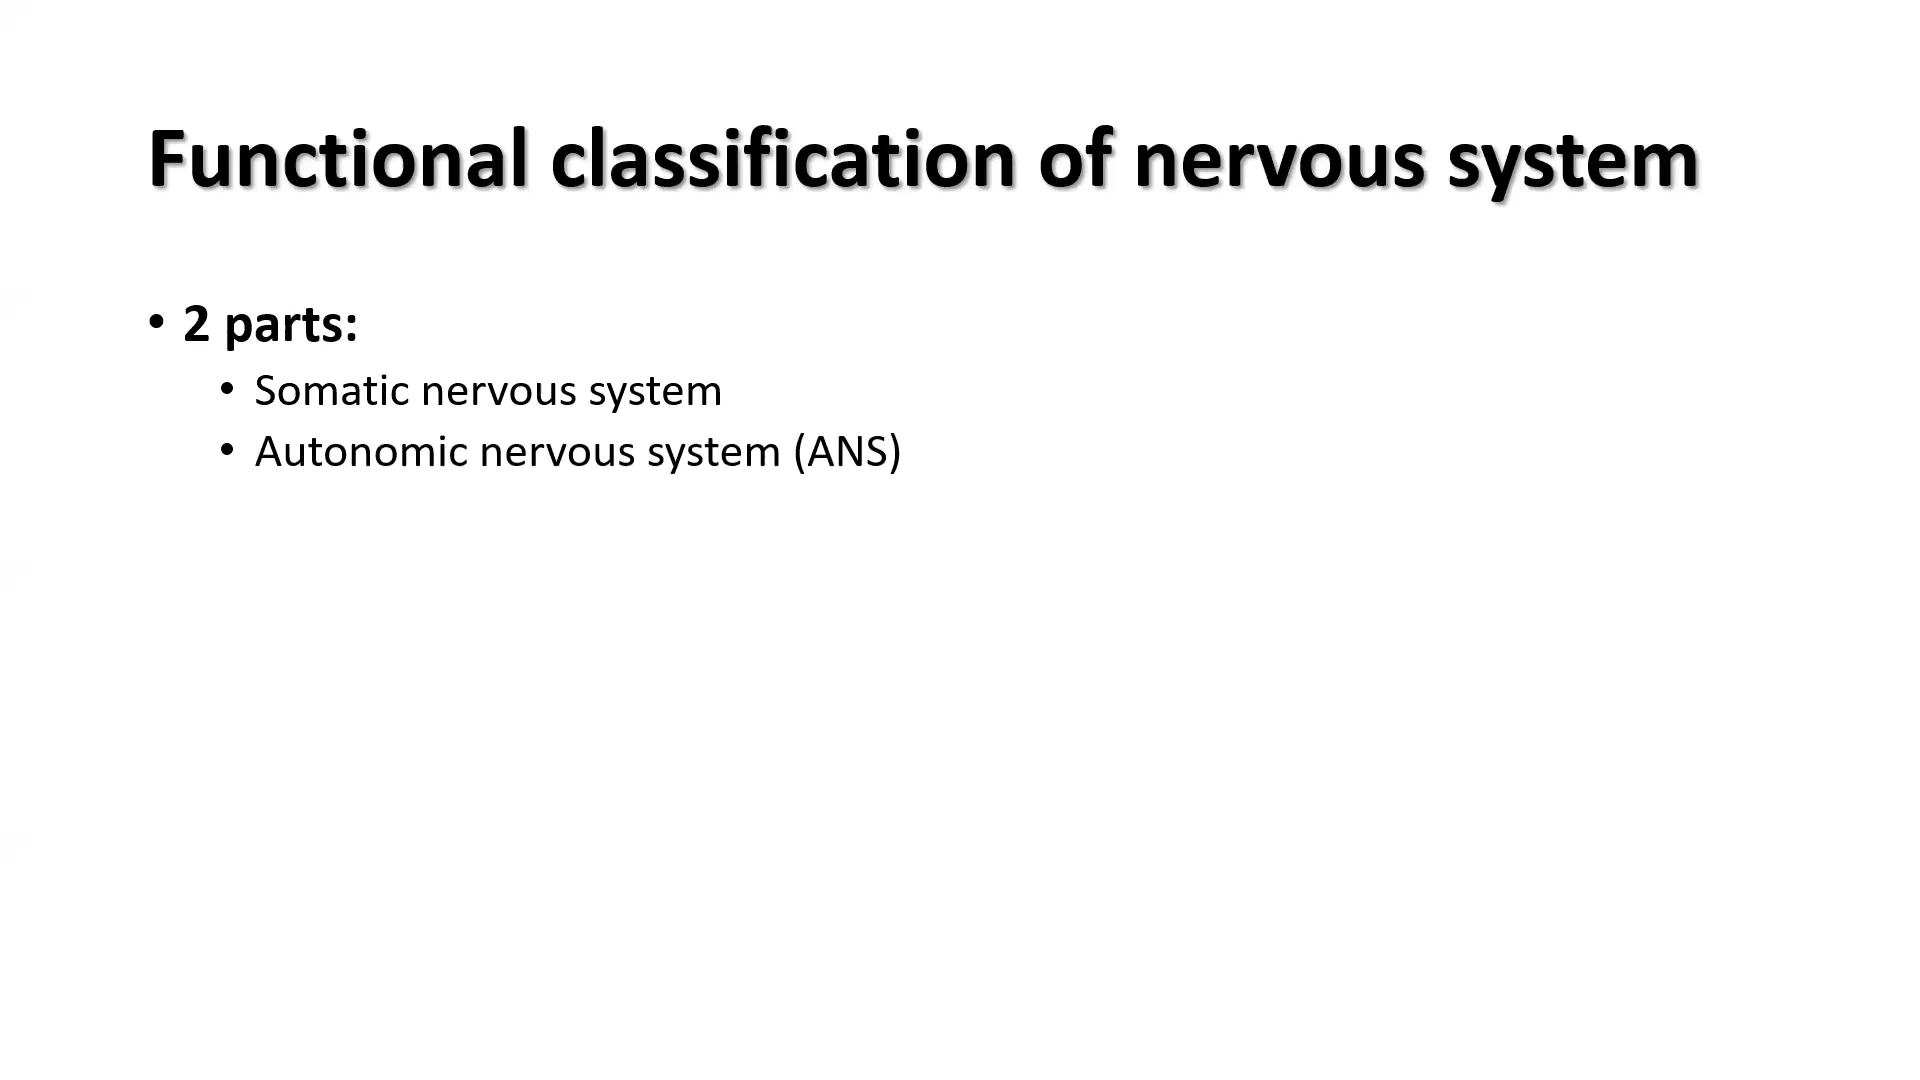 Functional classification of nervous system
• 2 parts:
• Somatic nervous system
• Autonomic nervous system (ANS)